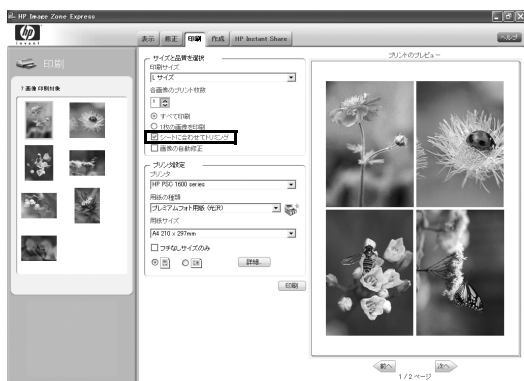 HP Image Zone Express
hp
invent
表示 修正 印刷 作成 HP Instant Share
ヘルプ
印刷
7 画像 印刷対象
サイズと品質を選択
印刷サイズ
L サイズ
各画像のプリント枚数
1
すべて印刷
1枚の画像を印刷
シートに合わせてトリミング
画像の自動修正
プリンタ設定
プリンタ
HP PSC 1600 series
用紙の種類
プレミアムフォト用紙 (光沢)
用紙サイズ
A4 210 x 297mm
フチなしサイズのみ
詳細...
印刷
プリントのプレビュー
前へ 次へ
1 / 2 ページ